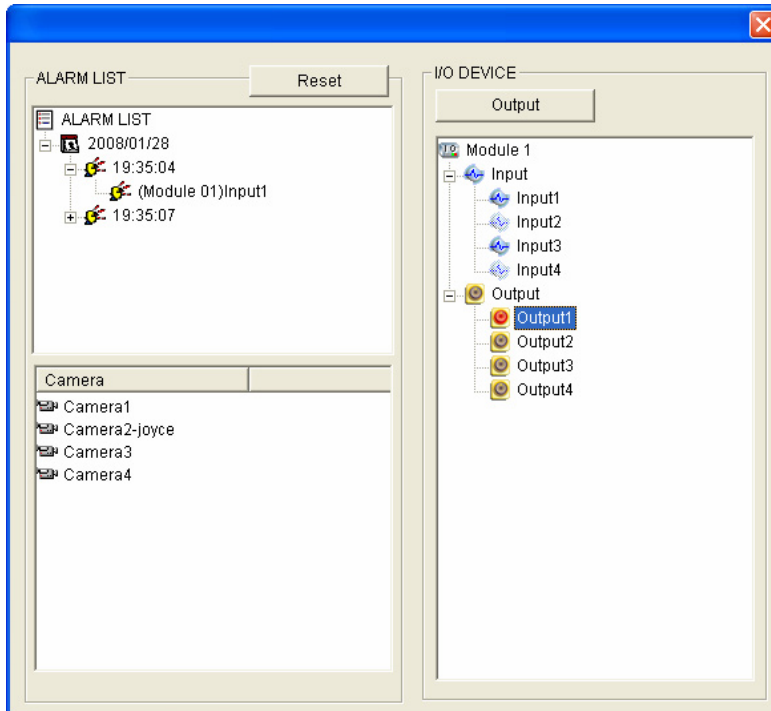 ALARM LIST
Reset
ALARM LIST
2008/01/28
19:35:04
(Module 01)Input1
19:35:07
Camera
Camera1
Camera2-joyce
Camera3
Camera4
I/O DEVICE
Output
Module 1
Input
Input1
Input2
Input3
Input4
Output
Output1
Output2
Output3
Output4